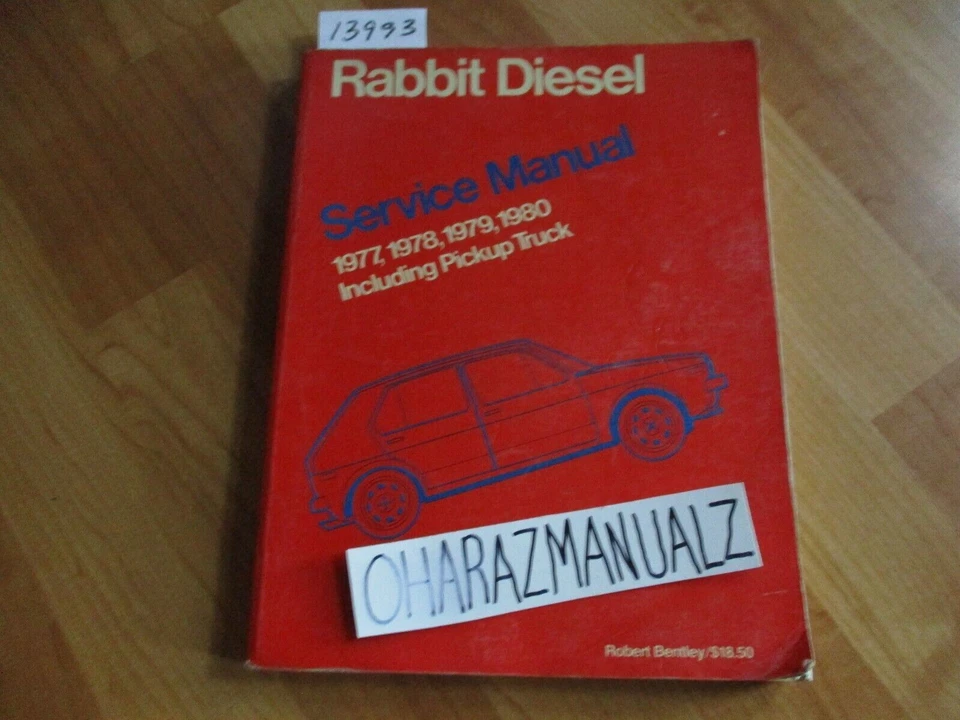 13993
Rabbit Diesel
Service Manual
1977, 1978, 1979, 1980
Including Pickup Truck
OHARAZMANUALZ
Robert Bentley/$18.50